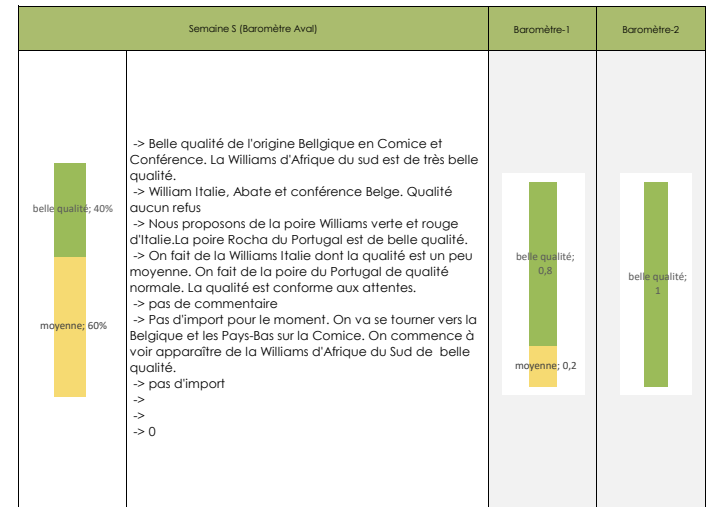 Semaine S (Baromètre Aval)
Baromètre-1
Baromètre-2
belle qualité; 40%
moyenne; 60%
-> Belle qualité de l'origine Bellgique en Comice et
Conférence. La Williams d'Afrique du sud est de très belle
qualité.
-> William Italie, Abate et conférence Belge. Qualité
aucun refus
-> Nous proposons de la poire Williams verte et rouge
d'Italie.La poire Rocha du Portugal est de belle qualité.
-> On fait de la Williams Italie dont la qualité est un peu
moyenne. On fait de la poire du Portugal de qualité
normale. La qualité est conforme aux attentes.
-> pas de commentaire
-> Pas d'import pour le moment. On va se tourner vers la
Belgique et les Pays-Bas sur la Comice. On commence à
voir apparaître de la Williams d'Afrique du Sud de  belle
qualité.
-> pas d'import
->
->
-> 0
belle qualité;
0,8
moyenne; 0,2
belle qualité;
1